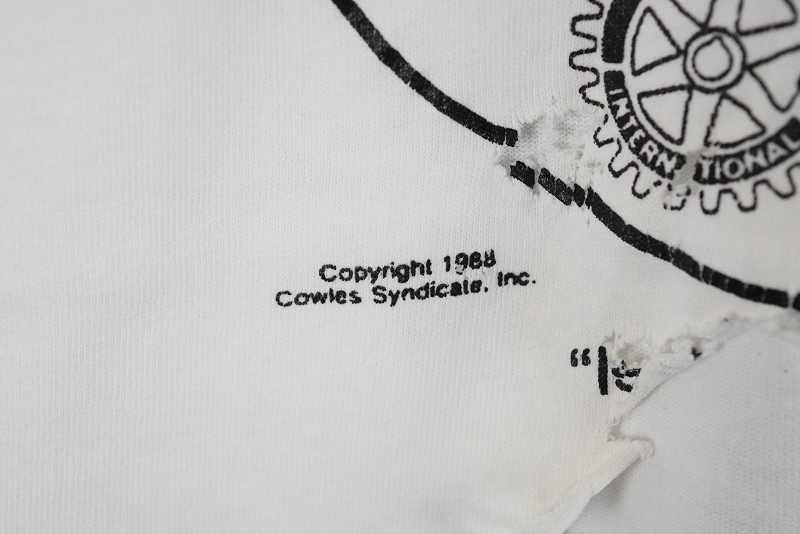 INTERNATIONAL
Copyright 1988
Cowles Syndicate, Inc.